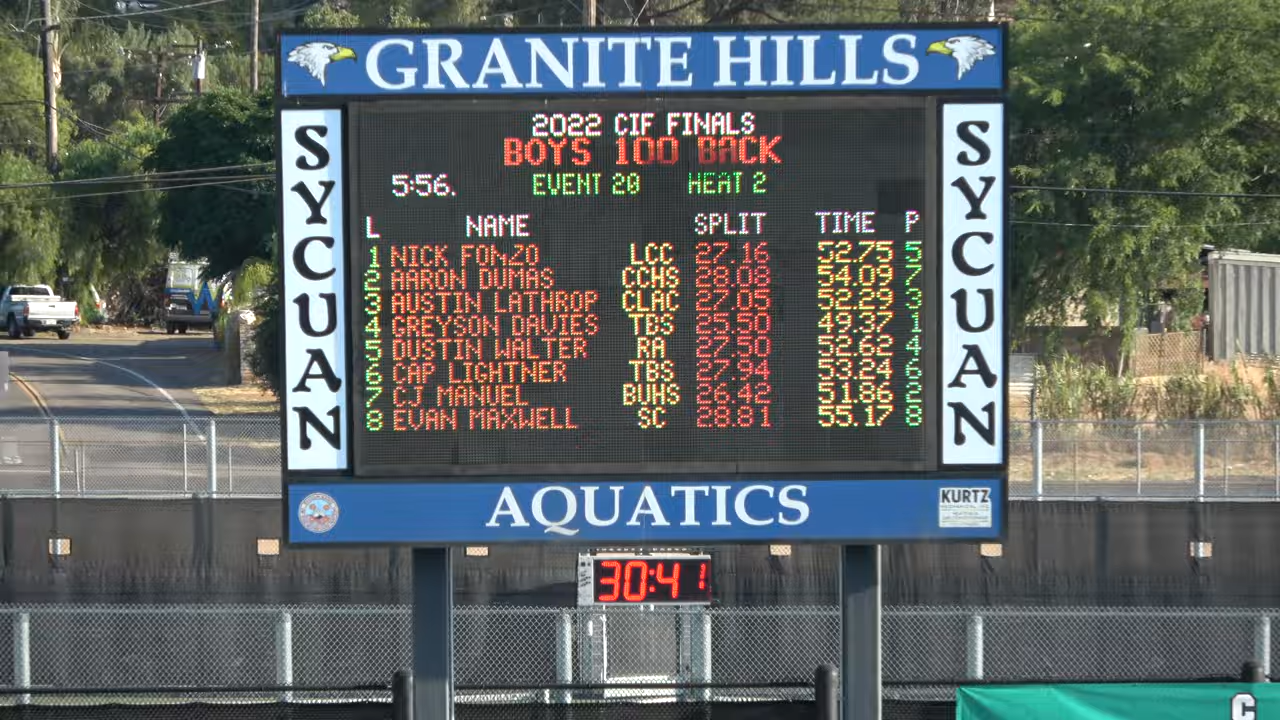 GRANITE HILLS
SYCUAN
2022 CIF FINALS
BOYS 100 BACK
5:56. EVENT 20 HEAT 2
L NAME SPLIT TIME P
1 NICK FONZO LCC 27.16 52.75 5
2 AARON DUMAS CCHS 28.08 54.09 7
3 AUSTIN LATHROP CLAC 27.05 52.29 3
4 GREYSON DAVIES TBS 25.50 49.37 1
5 DUSTIN WALTER RA 27.50 52.62 4
6 CAP LIGHTNER TBS 27.94 53.24 6
7 CJ MANUEL BVHS 26.42 51.86 2
8 EVAN MAXWELL SC 28.81 55.17 8
SYCUAN
AQUATICS
KURTZ
30:41
W
C